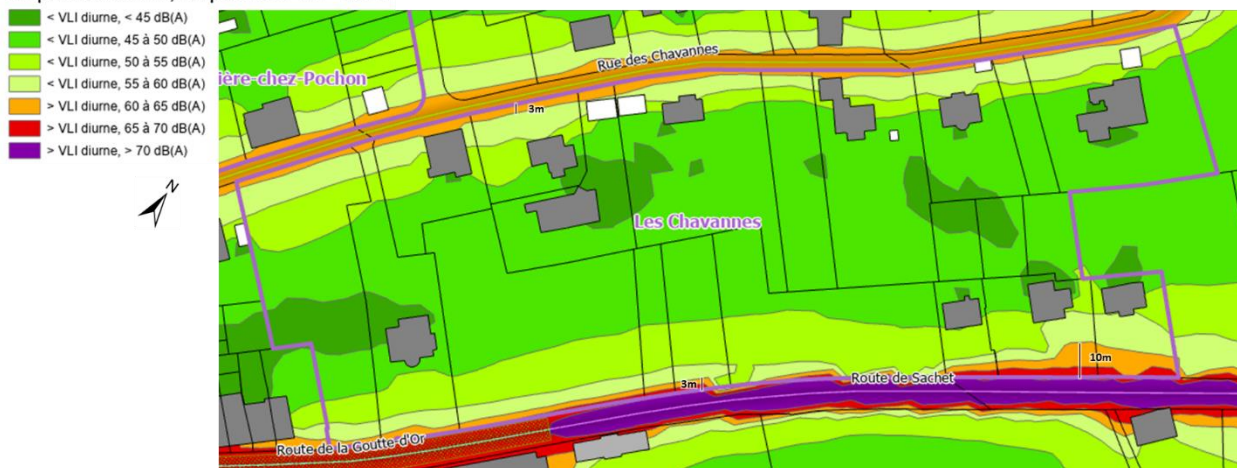 < VLI diurne, < 45 dB(A)
< VLI diurne, 45 à 50 dB(A)
< VLI diurne, 50 à 55 dB(A)
< VLI diurne, 55 à 60 dB(A)
> VLI diurne, 60 à 65 dB(A)
> VLI diurne, 65 à 70 dB(A)
> VLI diurne, > 70 dB(A)
N
Rue des Chavannes
ière-chez-Pochon
3m
Les Chavannes
10m
3m
Route de Sachet
Route de la Goutte-d'Or